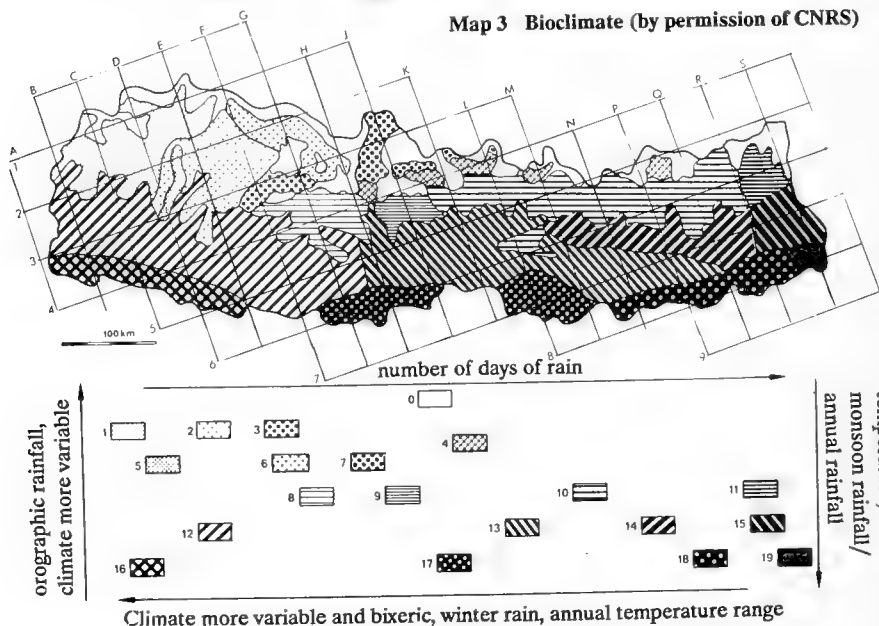 Map 3 Bioclimate (by permission of CNRS)
A B C D E F G H J K L M N P Q R S
1
2
3
4
5
6
7
8
9
100km
number of days of rain
orographic rainfall,
climate more variable
0
1 2 3 4
5 6 7
8 9 10 11
12 13 14 15
16 17 18 19
monsoon rainfall/
annual rainfall
Climate more variable and bixeric, winter rain, annual temperature range